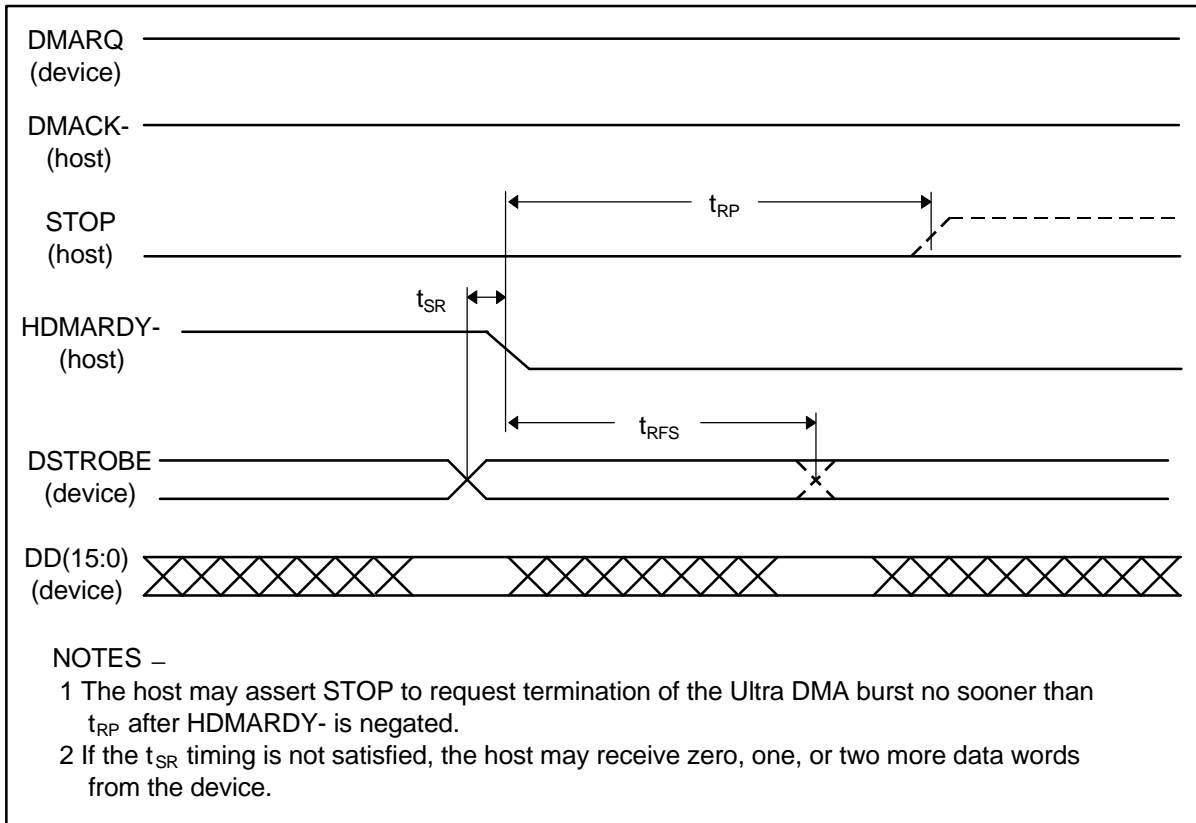 DMARQ
(device)
DMACK-
(host)
STOP
(host)
tRP
tSR
HDMARDY-
(host)
tRFS
DSTROBE
(device)
DD(15:0)
(device)
NOTES –
1 The host may assert STOP to request termination of the Ultra DMA burst no sooner than
tRP after HDMARDY- is negated.
2 If the tSR timing is not satisfied, the host may receive zero, one, or two more data words
from the device.